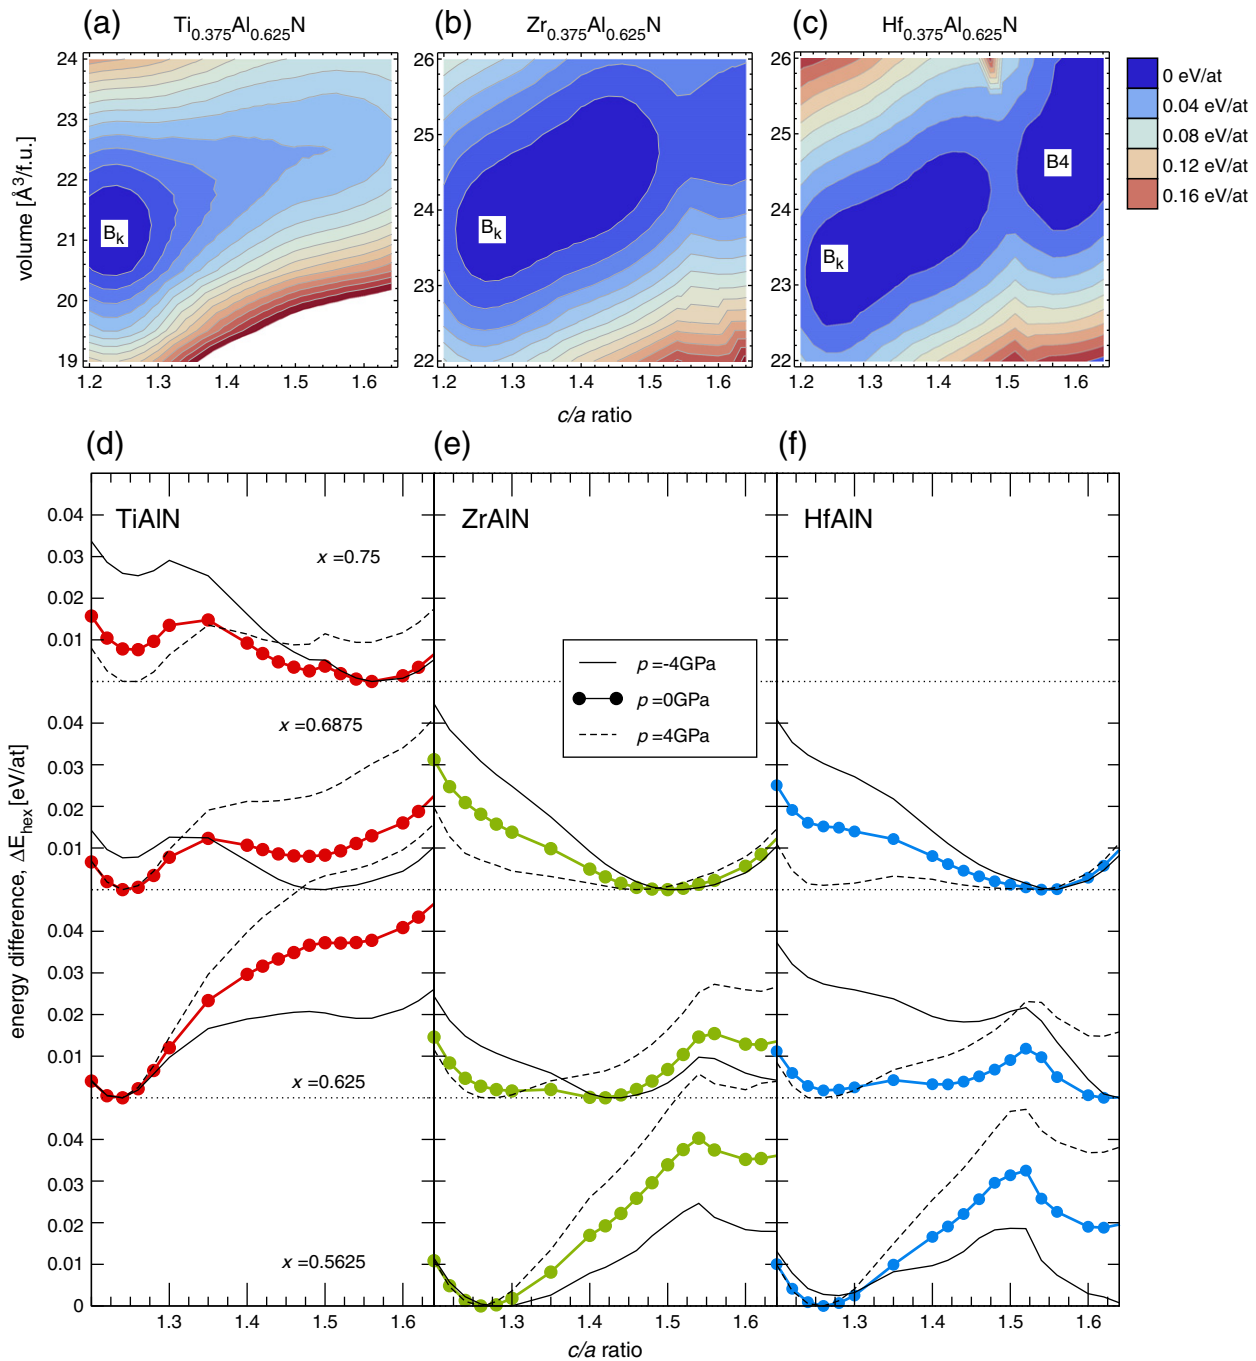 (a) (b) (c)
Ti0.375Al0.625N Zr0.375Al0.625N Hf0.375Al0.625N
volume [Å3/f.u.]
24
23
22
21
20
19
Bk
1.2 1.3 1.4 1.5 1.6
26
25
24
23
22
Bk
1.2 1.3 1.4 1.5 1.6
26
25
24
23
22
Bk
B4
1.2 1.3 1.4 1.5 1.6
0 eV/at
0.04 eV/at
0.08 eV/at
0.12 eV/at
0.16 eV/at
c/a ratio
(d) (e) (f)
TiAlN ZrAlN HfAlN
energy difference, ΔEhex [eV/at]
0.04
0.03
0.02
0.01
0.04
0.03
0.02
0.01
0.04
0.03
0.02
0.01
0.04
0.03
0.02
0.01
0
x =0.75
x =0.6875
x =0.625
x =0.5625
p =-4GPa
p =0GPa
p =4GPa
1.3 1.4 1.5 1.6 1.3 1.4 1.5 1.6 1.3 1.4 1.5 1.6
c/a ratio c/a ratio